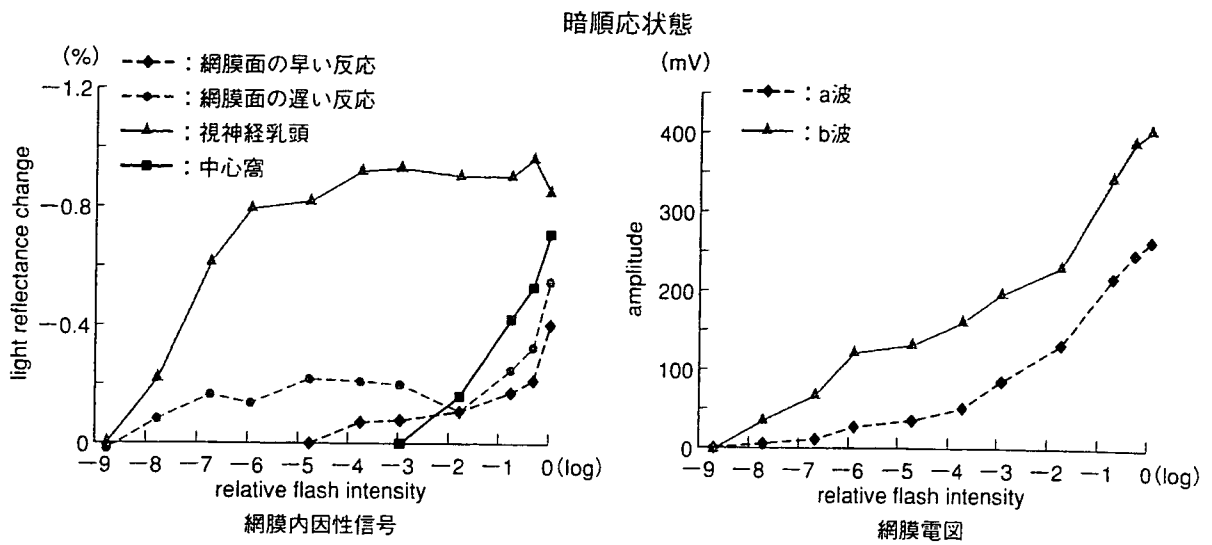 暗順応状態
(%)
網膜面の早い反応
網膜面の遅い反応
視神経乳頭
中心窩
−1.2
−0.8
−0.4
0
light reflectance change
−9 −8 −7 −6 −5 −4 −3 −2 −1 0(log)
relative flash intensity
網膜内因性信号
(mV)
a波
b波
400
300
200
100
0
amplitude
−9 −8 −7 −6 −5 −4 −3 −2 −1 0(log)
relative flash intensity
網膜電図